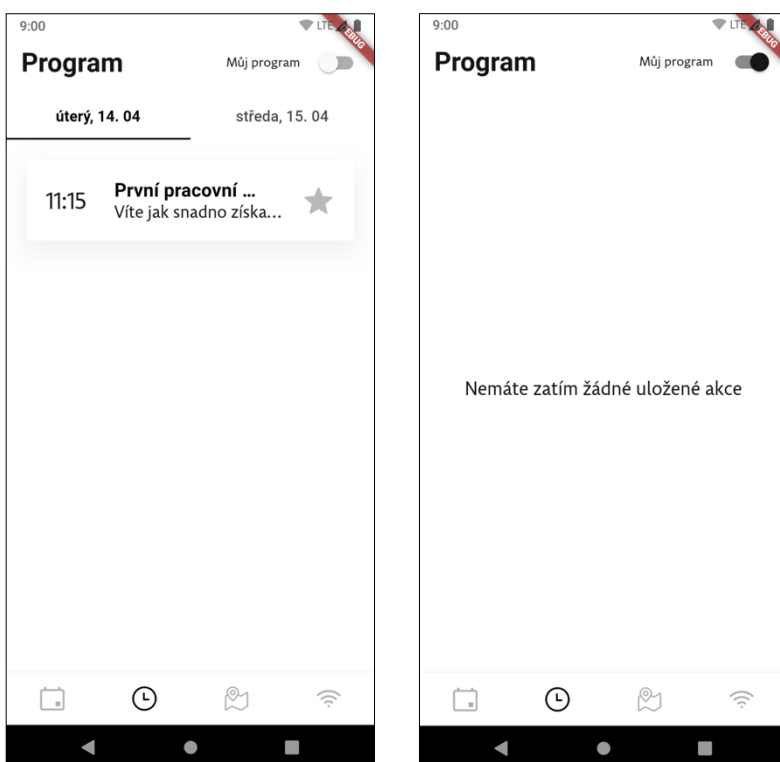 9:00 LTE DEBUG
Program Můj program
úterý, 14. 04 středa, 15. 04
11:15 První pracovní ...
Víte jak snadno získa...
9:00 LTE
Program Můj program
Nemáte zatím žádné uložené akce